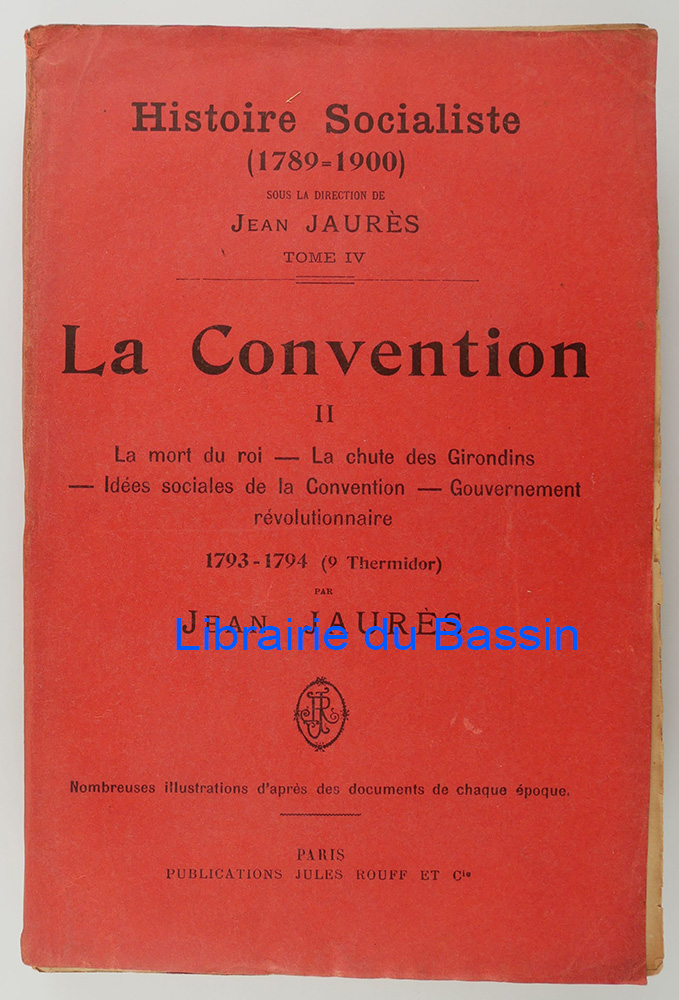 Histoire Socialiste
(1789=1900)
SOUS LA DIRECTION DE
JEAN JAURÈS
TOME IV
La Convention
II
La mort du roi — La chute des Girondins
— Idées sociales de la Convention — Gouvernement
révolutionnaire
1793-1794 (9 Thermidor)
PAR
JEAN JAURÈS
Librairie du Bassin
JR
Nombreuses illustrations d'après des documents de chaque époque.
PARIS
PUBLICATIONS JULES ROUFF ET Cie